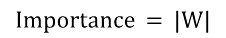 Importance = |W|